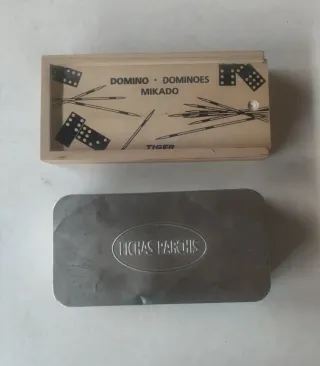 DOMINO • DOMINOES
MIKADO
TIGER
FICHAS PARCHIS